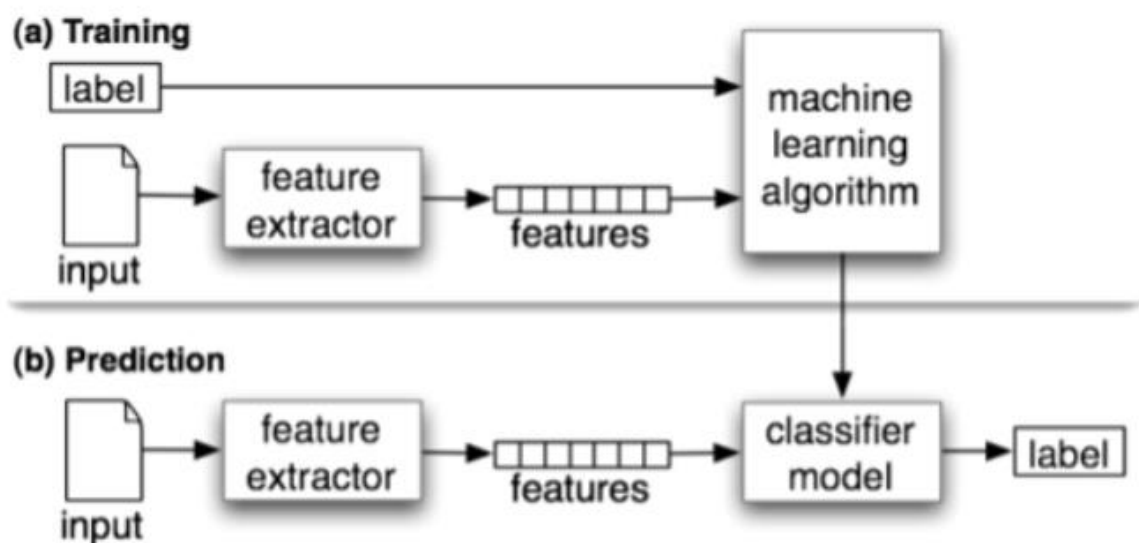 (a) Training
label
machine
learning
algorithm
feature
extractor
features
input
(b) Prediction
feature
extractor
features
input
classifier
model
label